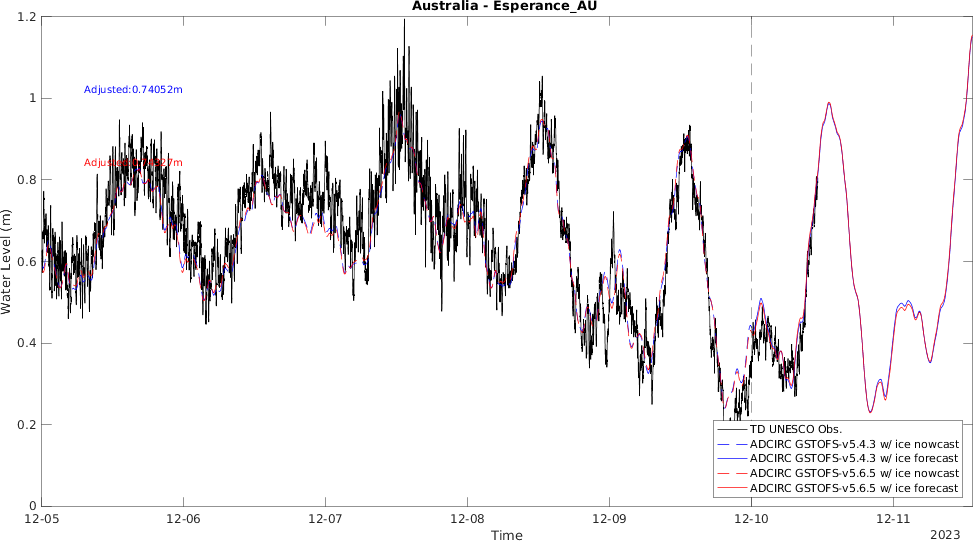 Australia - Esperance_AU
1.2
1
0.8
0.6
0.4
0.2
0
Water Level (m)
Adjusted:0.74052m
Adjusted:
TD UNESCO Obs.
ADCIRC GSTOFS-v5.4.3 w/ ice nowcast
ADCIRC GSTOFS-v5.4.3 w/ ice forecast
ADCIRC GSTOFS-v5.6.5 w/ ice nowcast
ADCIRC GSTOFS-v5.6.5 w/ ice forecast
12-05
12-06
12-07
12-08
12-09
12-10
12-11
Time
2023